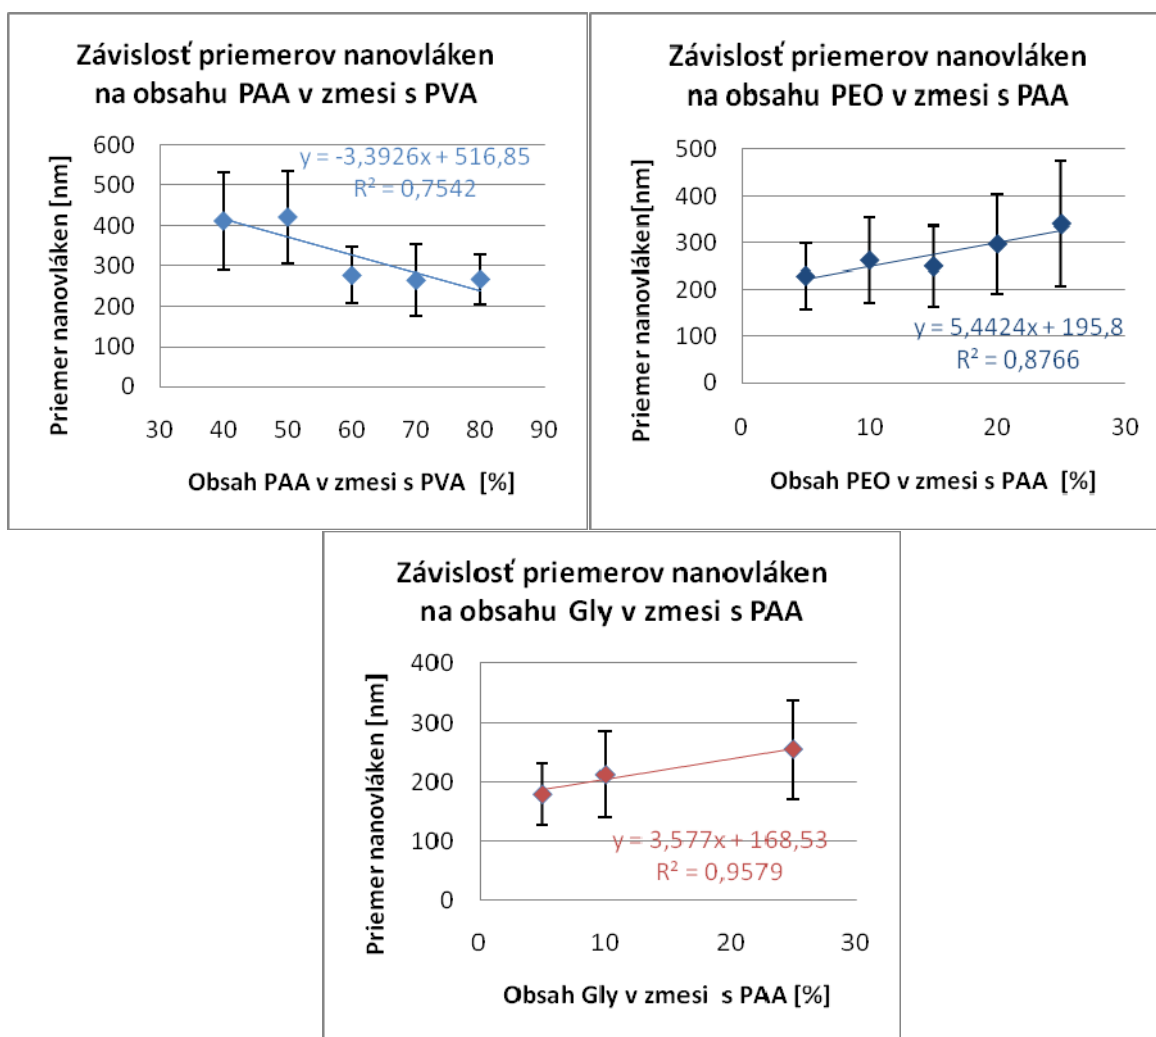 Závislosť priemerov nanovláken
na obsahu PAA v zmesi s PVA
Priemer nanovláken [nm]
600
500
400
300
200
100
0
y = -3,3926x + 516,85
R² = 0,7542
30 40 50 60 70 80 90
Obsah PAA v zmesi s PVA [%]
Závislosť priemerov nanovláken
na obsahu PEO v zmesi s PAA
Priemer nanovláken[nm]
500
400
300
200
100
0
y = 5,4424x + 195,8
R² = 0,8766
0 10 20 30
Obsah PEO v zmesi s PAA [%]
Závislosť priemerov nanovláken
na obsahu Gly v zmesi s PAA
Priemer nanovláken [nm]
400
300
200
100
0
y = 3,577x + 168,53
R² = 0,9579
0 10 20 30
Obsah Gly v zmesi s PAA [%]